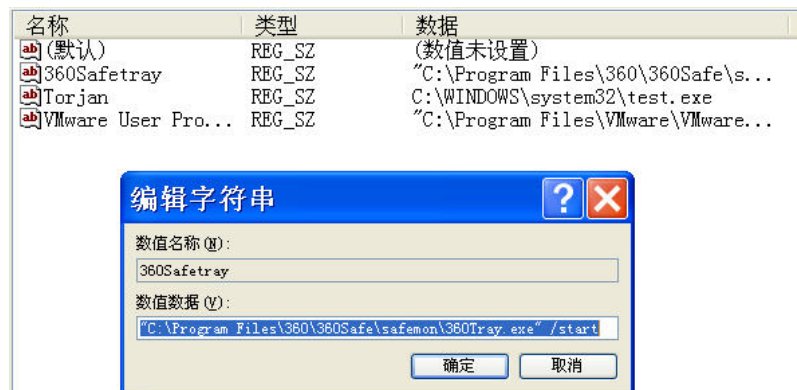 名称 类型 数据
(默认) REG_SZ (数值未设置)
360Safetray REG_SZ "C:\Program Files\360\360Safe\s...
Torjan REG_SZ C:\WINDOWS\system32\test.exe
VMware User Pro... REG_SZ "C:\Program Files\VMware\VMware...
编辑字符串
数值名称(N):
360Safetray
数值数据(V):
"C:\Program Files\360\360Safe\safemon\360Tray.exe" /start
确定 取消